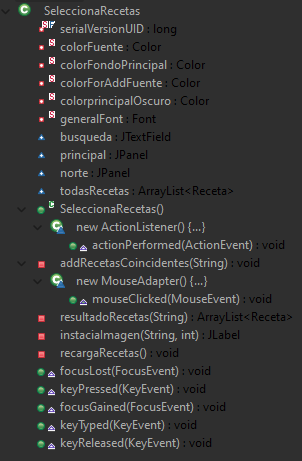 SeleccionaRecetas
serialVersionUID : long
colorFuente : Color
colorFondoPrincipal : Color
colorForAddFuente : Color
colorprincipalOscuro : Color
generalFont : Font
busqueda : JTextField
principal : JPanel
norte : JPanel
todasRecetas : ArrayList<Receta>
SeleccionaRecetas()
new ActionListener() {...}
actionPerformed(ActionEvent) : void
addRecetasCoincidentes(String) : void
new MouseAdapter() {...}
mouseClicked(MouseEvent) : void
resultadoRecetas(String) : ArrayList<Receta>
instaciaImagen(String, int) : JLabel
recargaRecetas() : void
focusLost(FocusEvent) : void
keyPressed(KeyEvent) : void
focusGained(FocusEvent) : void
keyTyped(KeyEvent) : void
keyReleased(KeyEvent) : void